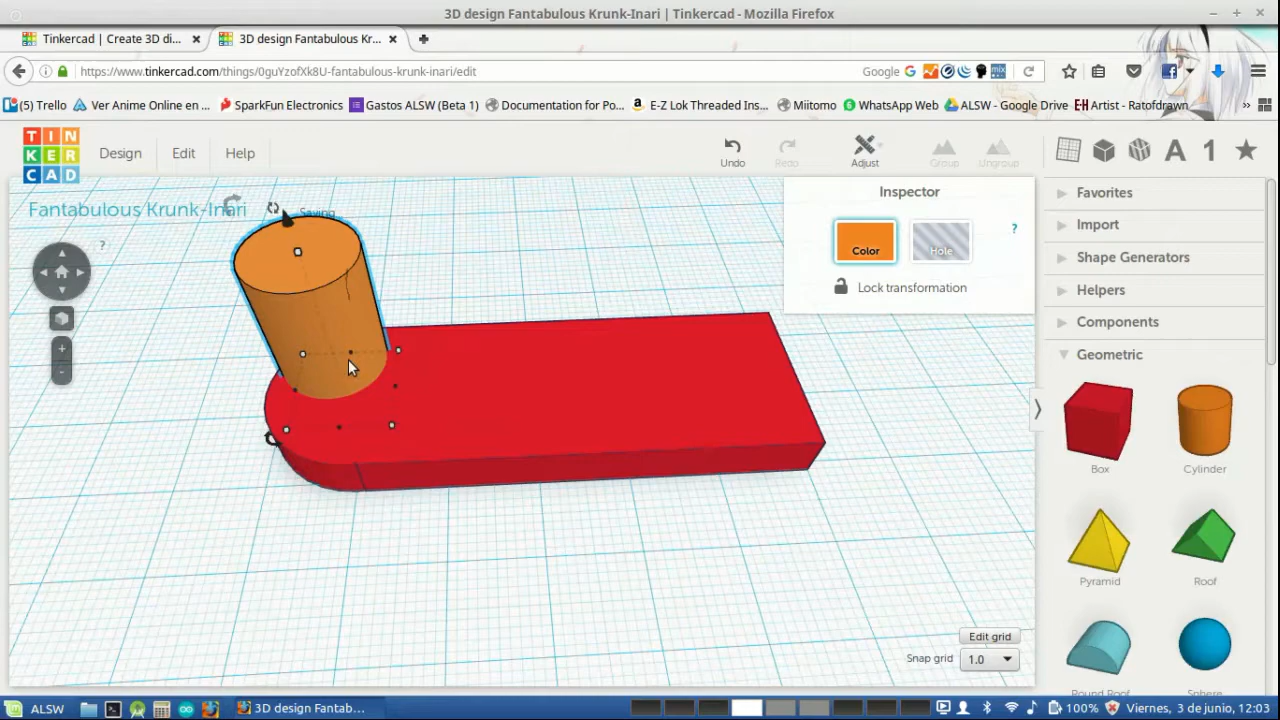 3D design Fantabulous Krunk-Inari | Tinkercad - Mozilla Firefox
Tinkercad | Create 3D di...
3D design Fantabulous Kr...
https://www.tinkercad.com/things/0guYzofXk8U-fantabulous-krunk-inari/edit
Google
(5) Trello
Ver Anime Online en ...
SparkFun Electronics
Gastos ALSW (Beta 1)
Documentation for Po...
E-Z Lok Threaded Ins...
Miitomo
WhatsApp Web
ALSW - Google Drive
Artist - Ratofdrawn
TIN
KER
CAD
Design
Edit
Help
Undo
Redo
Adjust
Group
Ungroup
Fantabulous Krunk-Inari
Saving
?
+
-
Inspector
Color
Hole
?
Lock transformation
Favorites
Import
Shape Generators
Helpers
Components
Geometric
Box
Cylinder
Pyramid
Roof
Round Roof
Sphere
Edit grid
Snap grid
1.0
ALSW
3D design Fantab...
100%
Viernes, 3 de junio, 12:03